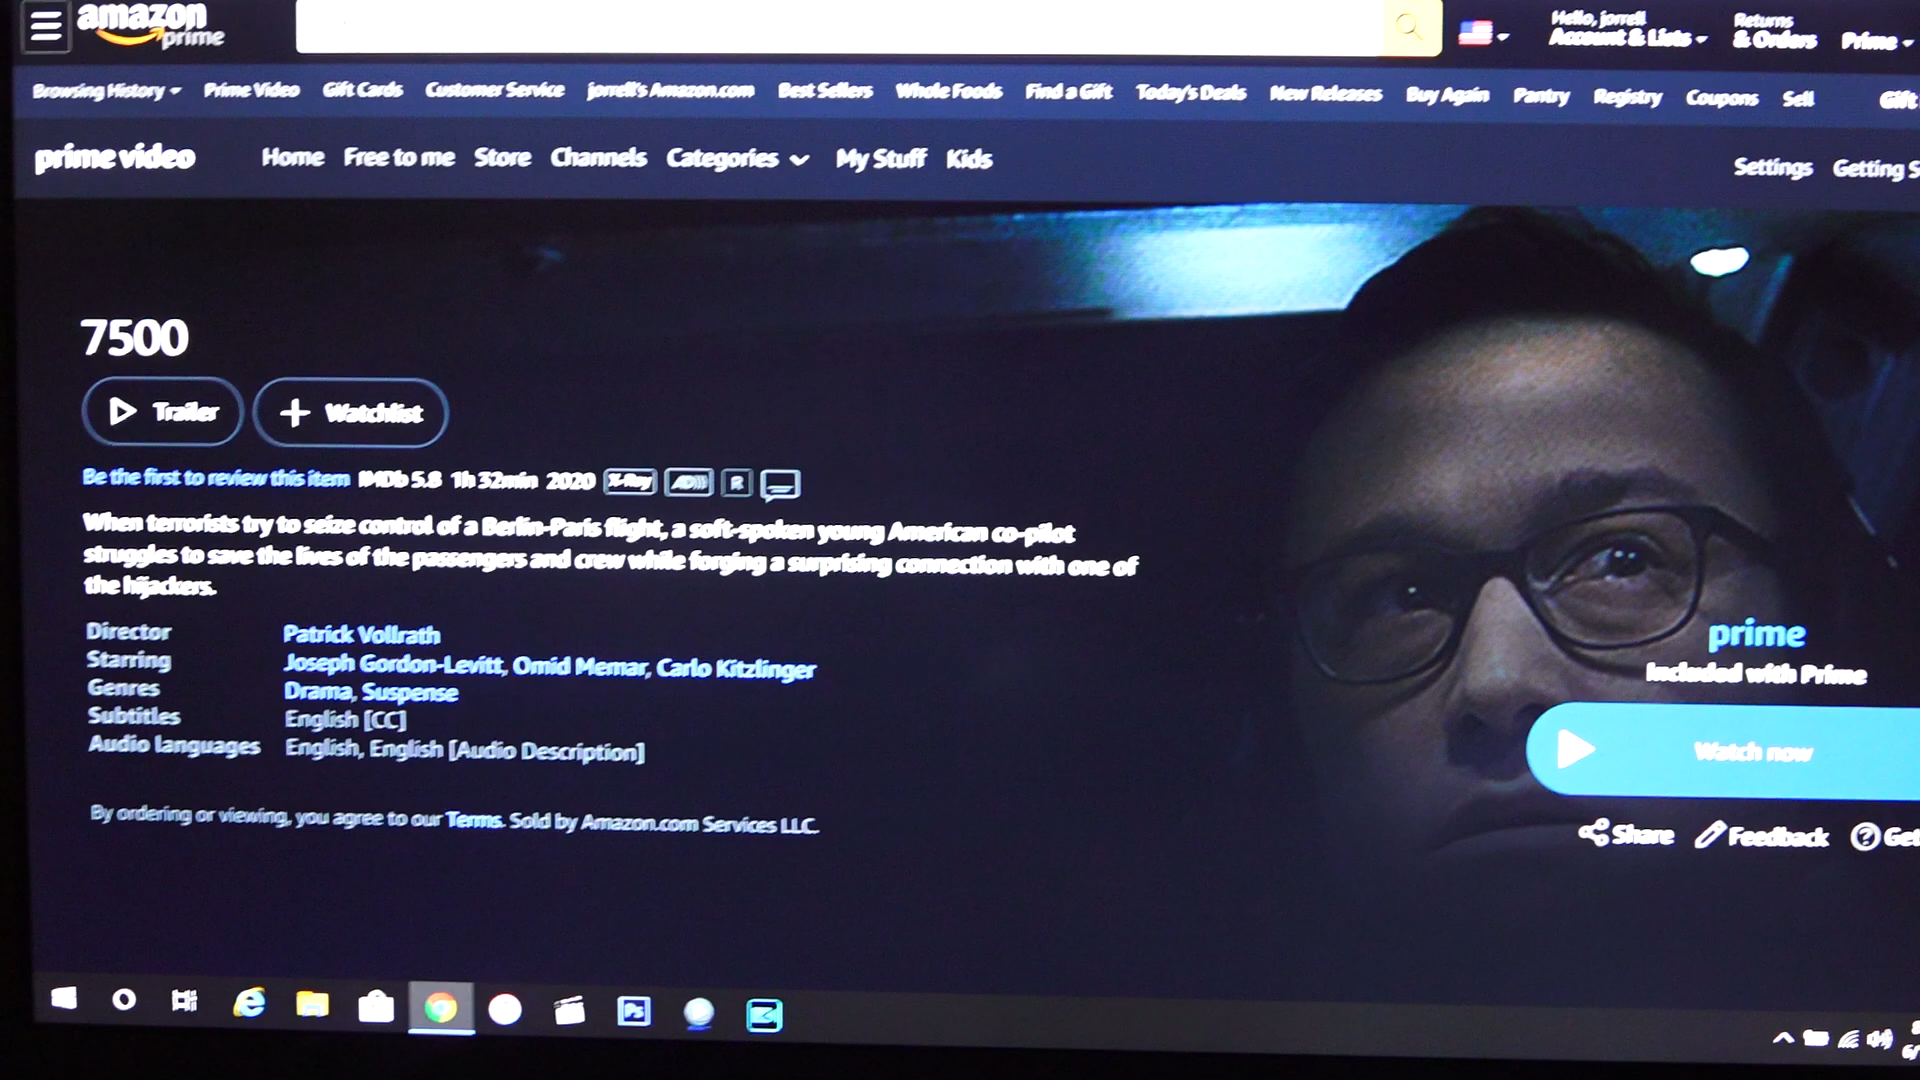 amazon prime
Hello, jorrell
Account & Lists
Returns
& Orders
Prime
Browsing History Prime Video Gift Cards Customer Service jorrell's Amazon.com Best Sellers Whole Foods Find a Gift Today's Deals New Releases Buy Again Pantry Registry Coupons Sell Gift
prime video Home Free to me Store Channels Categories My Stuff Kids Settings Getting S
7500
Trailer Watchlist
Be the first to review this item IMDb 5.8 1h 32min 2020 X-Ray AD))) R
When terrorists try to seize control of a Berlin-Paris flight, a soft-spoken young American co-pilot
struggles to save the lives of the passengers and crew while forging a surprising connection with one of
the hijackers.
Director Patrick Vollrath
Starring Joseph Gordon-Levitt, Omid Memar, Carlo Kitzlinger
Genres Drama, Suspense
Subtitles English [CC]
Audio languages English, English [Audio Description]
By ordering or viewing, you agree to our Terms. Sold by Amazon.com Services LLC.
prime
Included with Prime
Watch now
Share Feedback Get
Ps